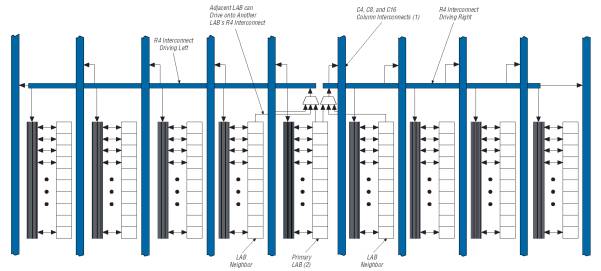 Adjacent LAB can
Drive onto Another
LAB's R4 Interconnect
C4, C8, and C16
Column Interconnects (1)
R4 Interconnect
Driving Right
R4 Interconnect
Driving Left
LAB
Neighbor
Primary
LAB (2)
LAB
Neighbor